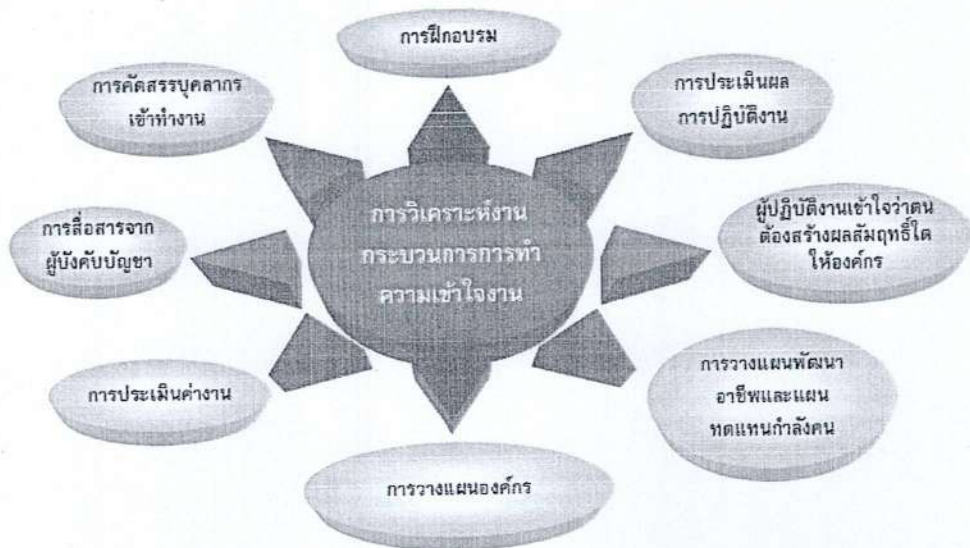 การฝึกอบรม
การคัดสรรบุคลากร
เข้าทำงาน
การประเมินผล
การปฏิบัติงาน
การสื่อสารจาก
ผู้บังคับบัญชา
การวิเคราะห์งาน
กระบวนการการทำ
ความเข้าใจงาน
ผู้ปฏิบัติงานเข้าใจว่าตน
ต้องสร้างผลสัมฤทธิ์ใด
ให้องค์กร
การประเมินค่างาน
การวางแผนพัฒนา
อาชีพและแผน
ทดแทนกำลังคน
การวางแผนองค์กร